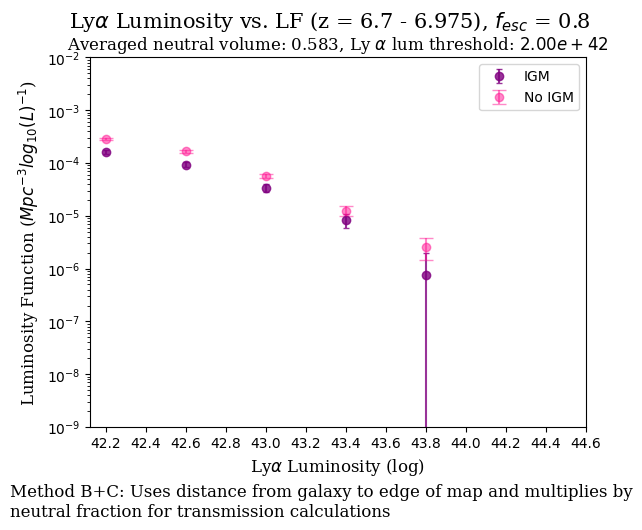 Lyα Luminosity vs. LF (z = 6.7 - 6.975), f_esc = 0.8
Averaged neutral volume: 0.583, Ly α lum threshold: 2.00e + 42
IGM
No IGM
Luminosity Function (Mpc⁻³log₁₀(L)⁻¹)
10⁻²
10⁻³
10⁻⁴
10⁻⁵
10⁻⁶
10⁻⁷
10⁻⁸
10⁻⁹
42.2 42.4 42.6 42.8 43.0 43.2 43.4 43.6 43.8 44.0 44.2 44.4 44.6
Lyα Luminosity (log)
Method B+C: Uses distance from galaxy to edge of map and multiplies by
neutral fraction for transmission calculations